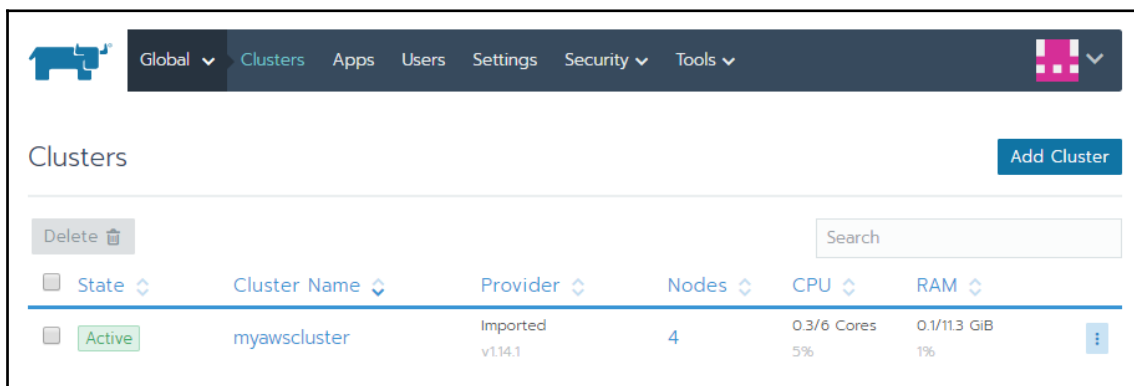 Global Clusters Apps Users Settings Security Tools
Clusters
Add Cluster
Delete
Search
State Cluster Name Provider Nodes CPU RAM
Active myawscluster Imported 4 0.3/6 Cores 0.1/11.3 GiB
v1.14.1 5% 1%